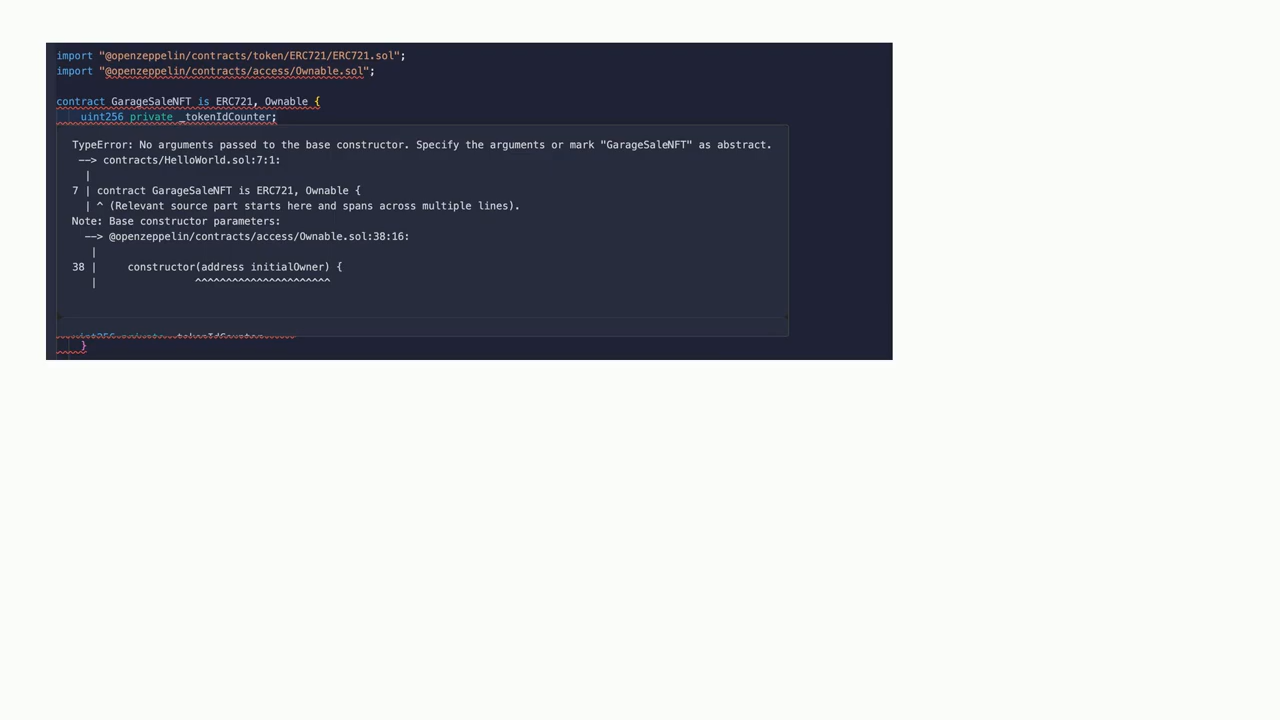 import "@openzeppelin/contracts/token/ERC721/ERC721.sol";
import "@openzeppelin/contracts/access/Ownable.sol";
contract GarageSaleNFT is ERC721, Ownable {
uint256 private _tokenIdCounter;
TypeError: No arguments passed to the base constructor. Specify the arguments or mark "GarageSaleNFT" as abstract.
--> contracts/HelloWorld.sol:7:1:
|
7 | contract GarageSaleNFT is ERC721, Ownable {
| ^ (Relevant source part starts here and spans across multiple lines).
Note: Base constructor parameters:
--> @openzeppelin/contracts/access/Ownable.sol:38:16:
|
38 | constructor(address initialOwner) {
| ^^^^^^^^^^^^^^^^^^^^^^
uint256 private _tokenIdCounter
}